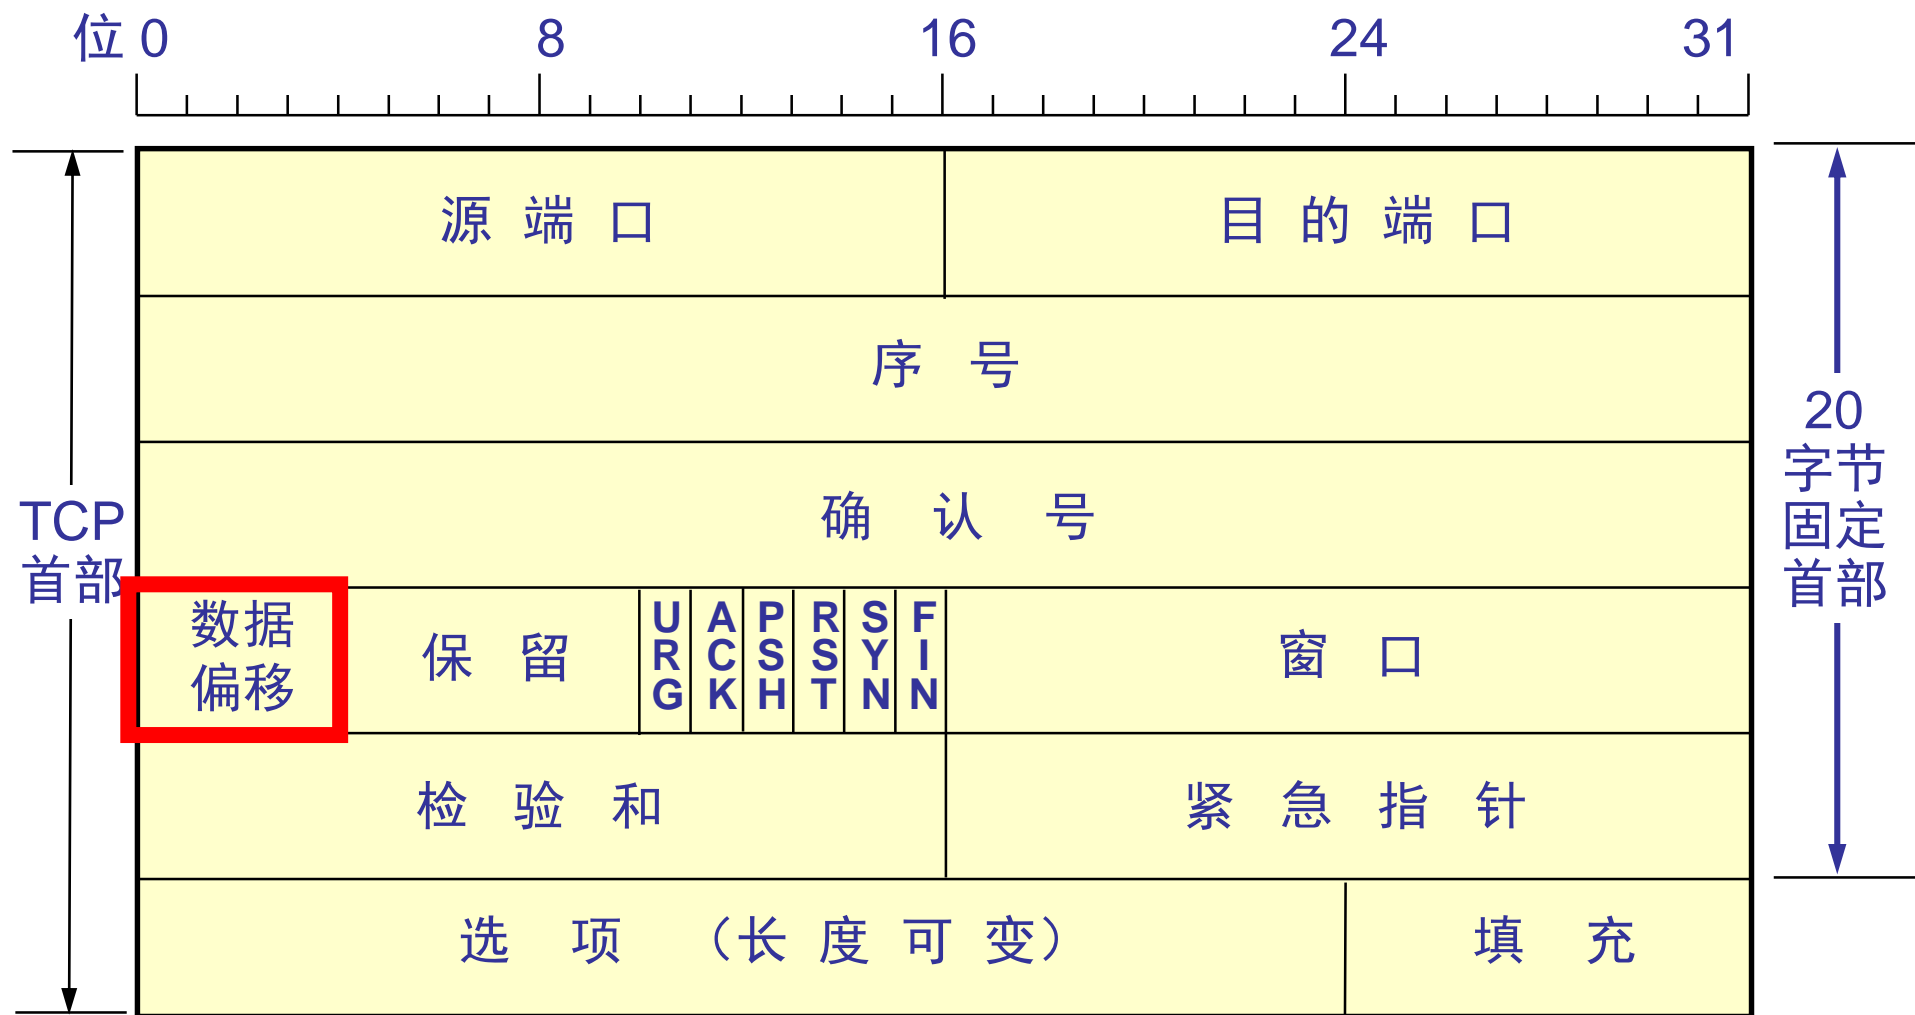 位 0 8 16 24 31
源 端 口
目 的 端 口
序 号
确 认 号
TCP
首部
20
字节
固定
首部
数据
偏移
保 留
URG
ACK
PSH
RST
SYN
FIN
窗 口
检 验 和
紧 急 指 针
选 项 （长 度 可 变）
填 充